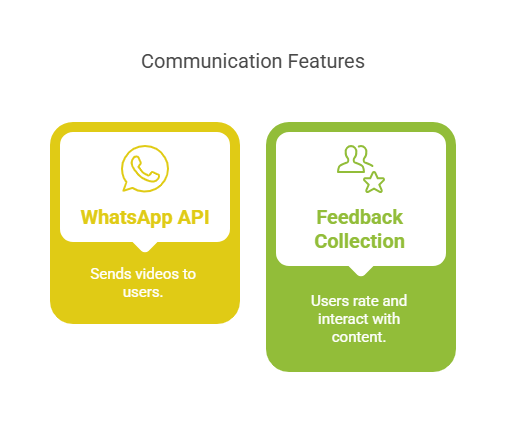 Communication Features
WhatsApp API
Sends videos to
users.
Feedback
Collection
Users rate and
interact with
content.